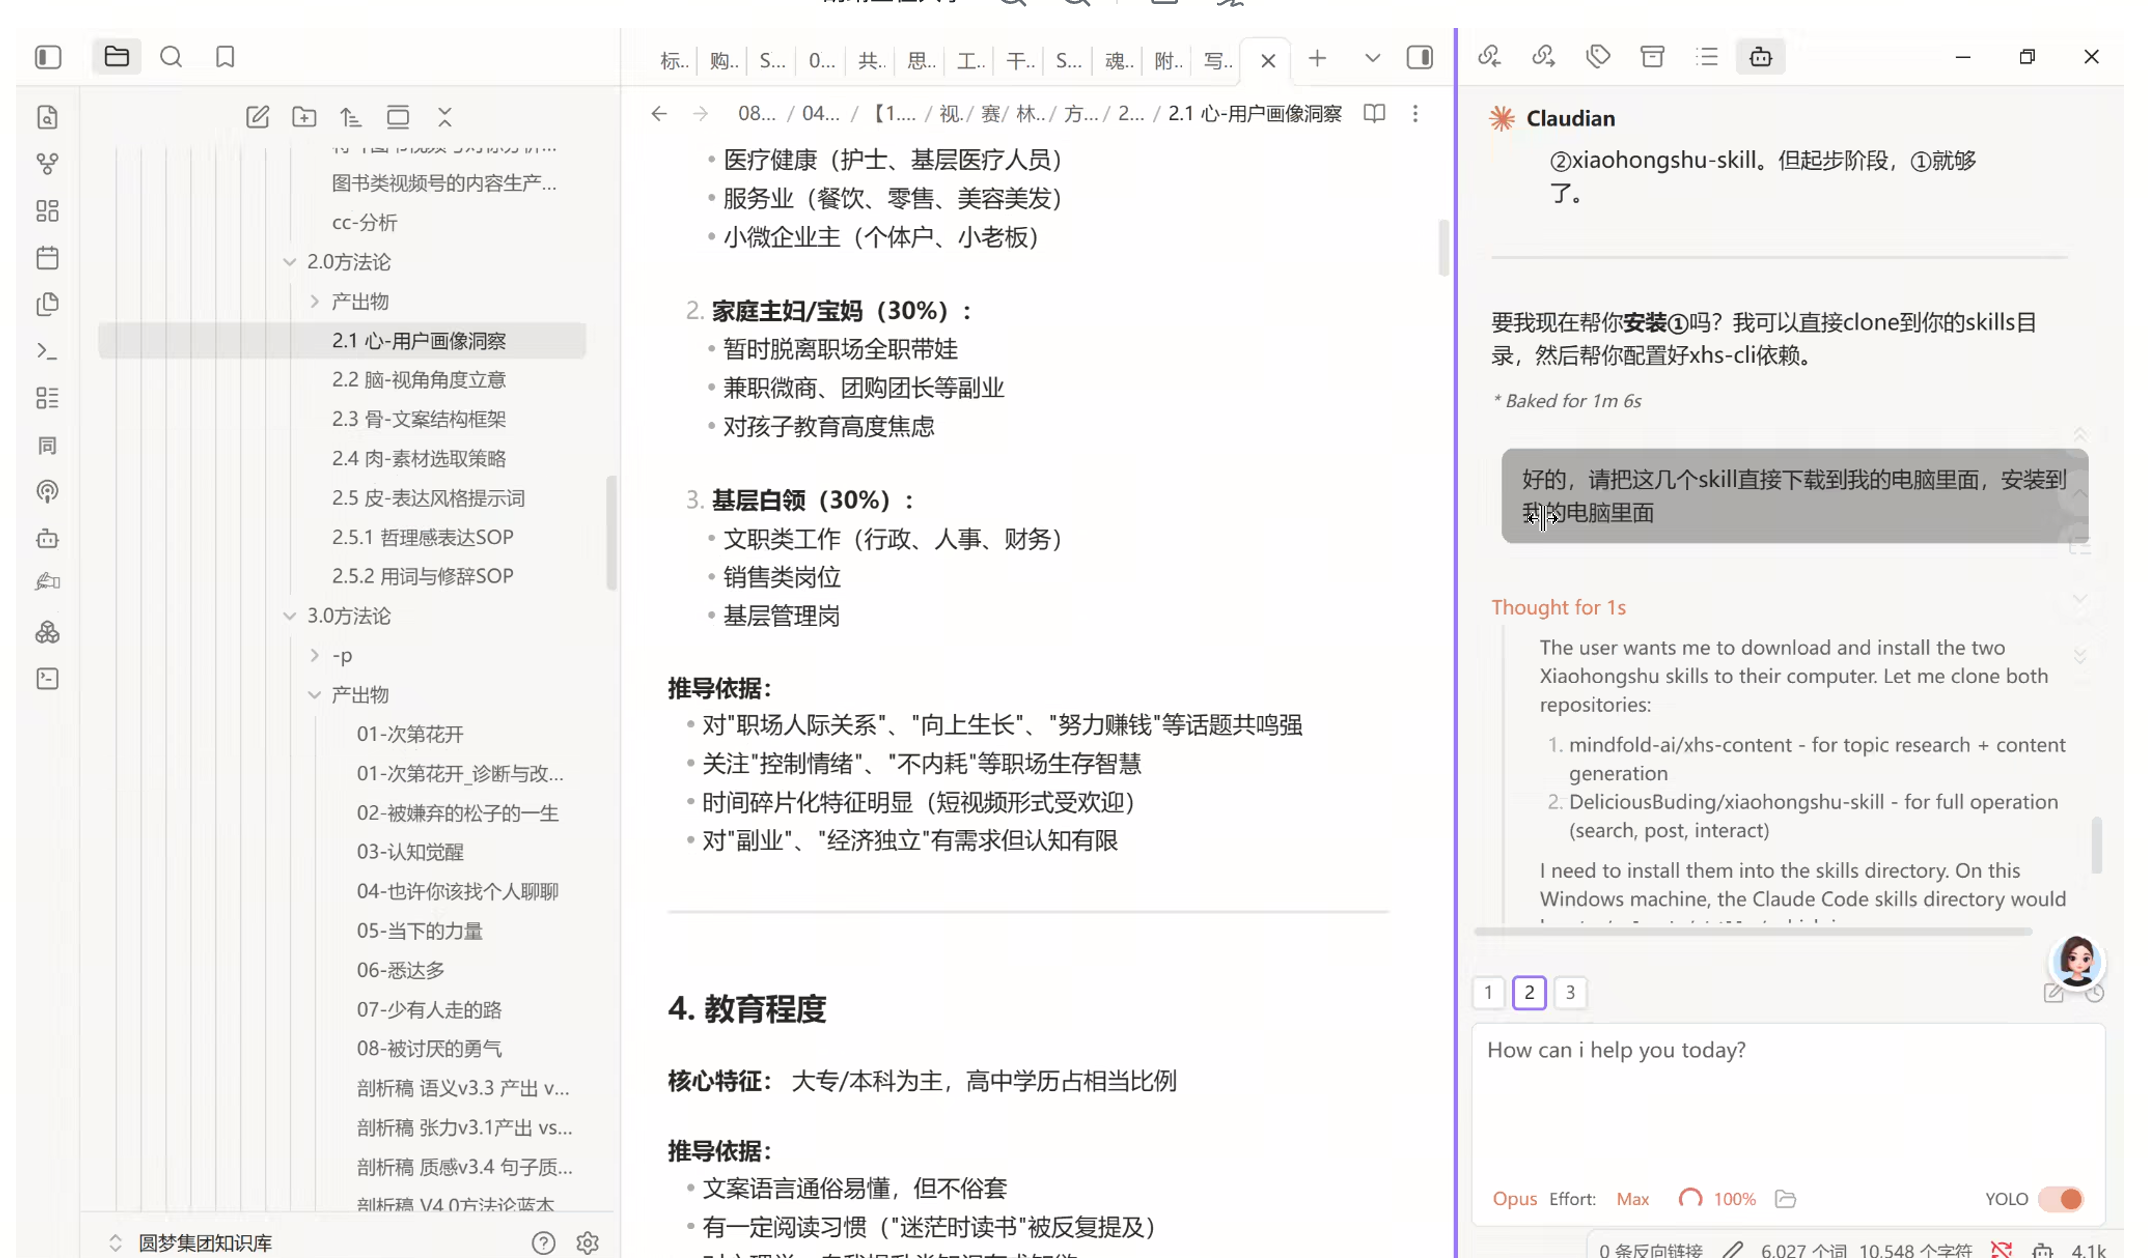 标..
购..
S...
0...
共.
思..
工..
干..
S...
魂..
附..
写..
08... / 04... / 【1.... / 视./ 赛/ 林../ 方.../ 2... / 2.1 心-用户画像洞察
图书类视频号的内容生产...
cc-分析
2.0方法论
产出物
2.1 心-用户画像洞察
2.2 脑-视角角度立意
2.3 骨-文案结构框架
2.4 肉-素材选取策略
2.5 皮-表达风格提示词
2.5.1 哲理感表达SOP
2.5.2 用词与修辞SOP
3.0方法论
-p
产出物
01-次第花开
01-次第花开_诊断与改...
02-被嫌弃的松子的一生
03-认知觉醒
04-也许你该找个人聊聊
05-当下的力量
06-悉达多
07-少有人走的路
08-被讨厌的勇气
剖析稿 语义v3.3 产出 v...
剖析稿 张力v3.1产出 vs...
剖析稿 质感v3.4 句子质...
剖析稿 V4.0方法论蓝本
圆梦集团知识库
• 医疗健康（护士、基层医疗人员）
• 服务业（餐饮、零售、美容美发）
• 小微企业主（个体户、小老板）
2. 家庭主妇/宝妈（30%）:
• 暂时脱离职场全职带娃
• 兼职微商、团购团长等副业
• 对孩子教育高度焦虑
3. 基层白领（30%）:
• 文职类工作（行政、人事、财务）
• 销售类岗位
• 基层管理岗
推导依据：
• 对"职场人际关系"、"向上生长"、"努力赚钱"等话题共鸣强
• 关注"控制情绪"、"不内耗"等职场生存智慧
• 时间碎片化特征明显（短视频形式受欢迎）
• 对"副业"、"经济独立"有需求但认知有限
4. 教育程度
核心特征： 大专/本科为主，高中学历占相当比例
推导依据：
• 文案语言通俗易懂，但不俗套
• 有一定阅读习惯（"迷茫时读书"被反复提及）
Claudian
②xiaohongshu-skill。但起步阶段，①就够
了。
要我现在帮你安装①吗？我可以直接clone到你的skills目
录，然后帮你配置好xhs-cli依赖。
* Baked for 1m 6s
好的，请把这几个skill直接下载到我的电脑里面，安装到
我的电脑里面
Thought for 1s
The user wants me to download and install the two
Xiaohongshu skills to their computer. Let me clone both
repositories:
1. mindfold-ai/xhs-content - for topic research + content
generation
2. DeliciousBuding/xiaohongshu-skill - for full operation
(search, post, interact)
I need to install them into the skills directory. On this
Windows machine, the Claude Code skills directory would
1 2 3
How can i help you today?
Opus Effort: Max 100% YOLO
0 条反向链接 6,027 个词 10,548 个字符 4.1k